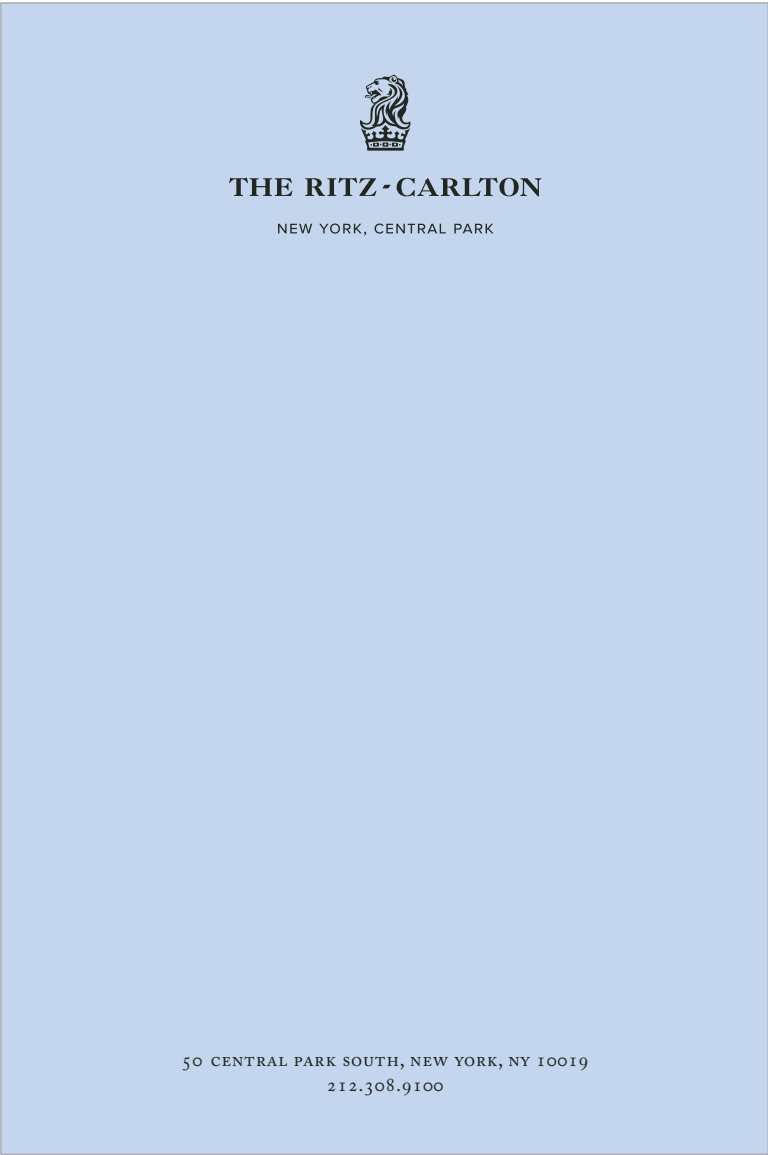 THE RITZ-CARLTON
NEW YORK, CENTRAL PARK
50 CENTRAL PARK SOUTH, NEW YORK, NY 10019
212.308.9100